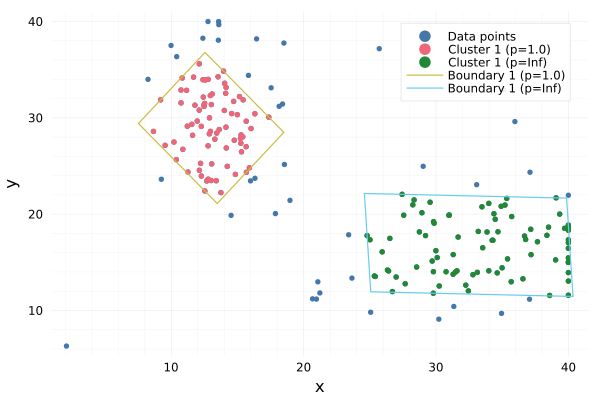 40
30
20
10
y
10
20
30
40
x
Data points
Cluster 1 (p=1.0)
Cluster 1 (p=Inf)
Boundary 1 (p=1.0)
Boundary 1 (p=Inf)